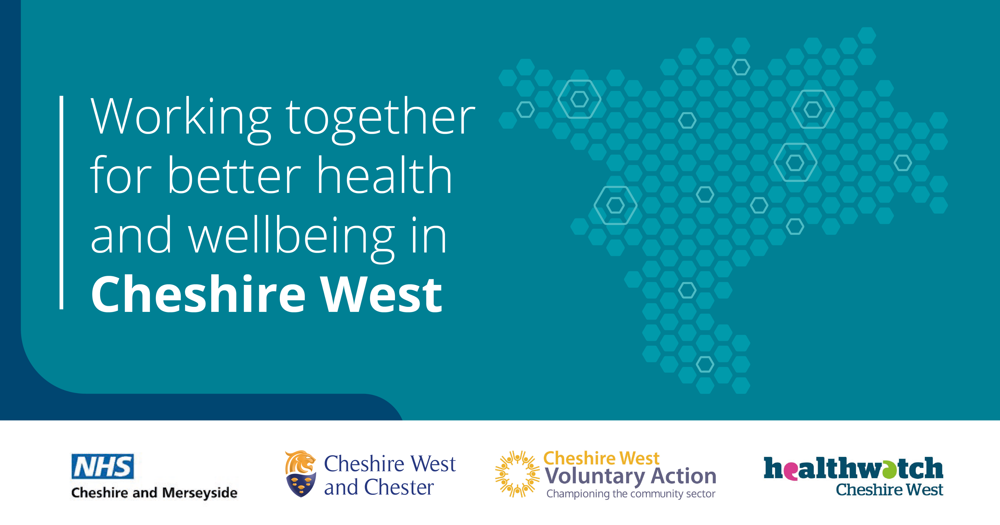 Working together
for better health
and wellbeing in
Cheshire West
NHS
Cheshire and Merseyside
Cheshire West
and Chester
Cheshire West
Voluntary Action
Championing the community sector
healthwatch
Cheshire West